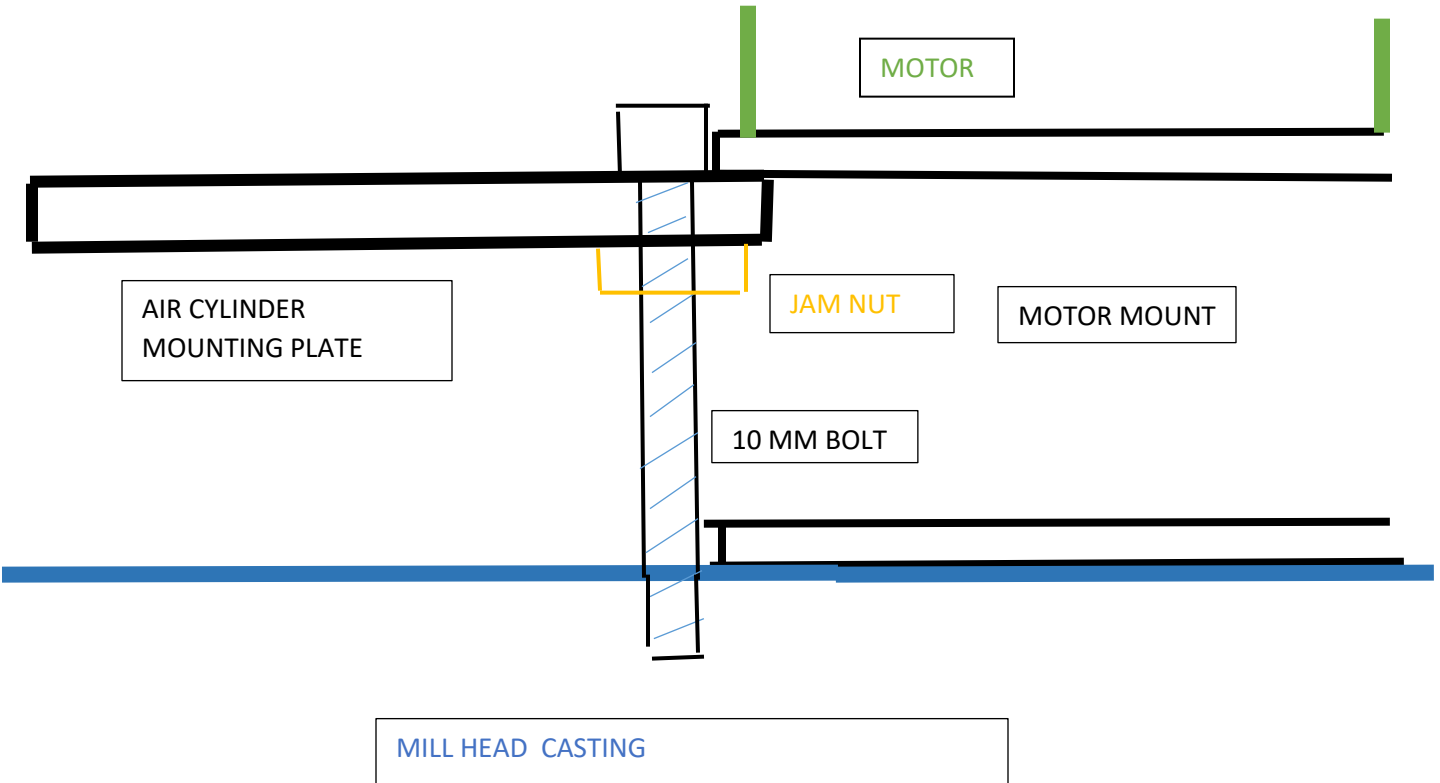 MOTOR
AIR CYLINDER
MOUNTING PLATE
JAM NUT
MOTOR MOUNT
10 MM BOLT
MILL HEAD  CASTING